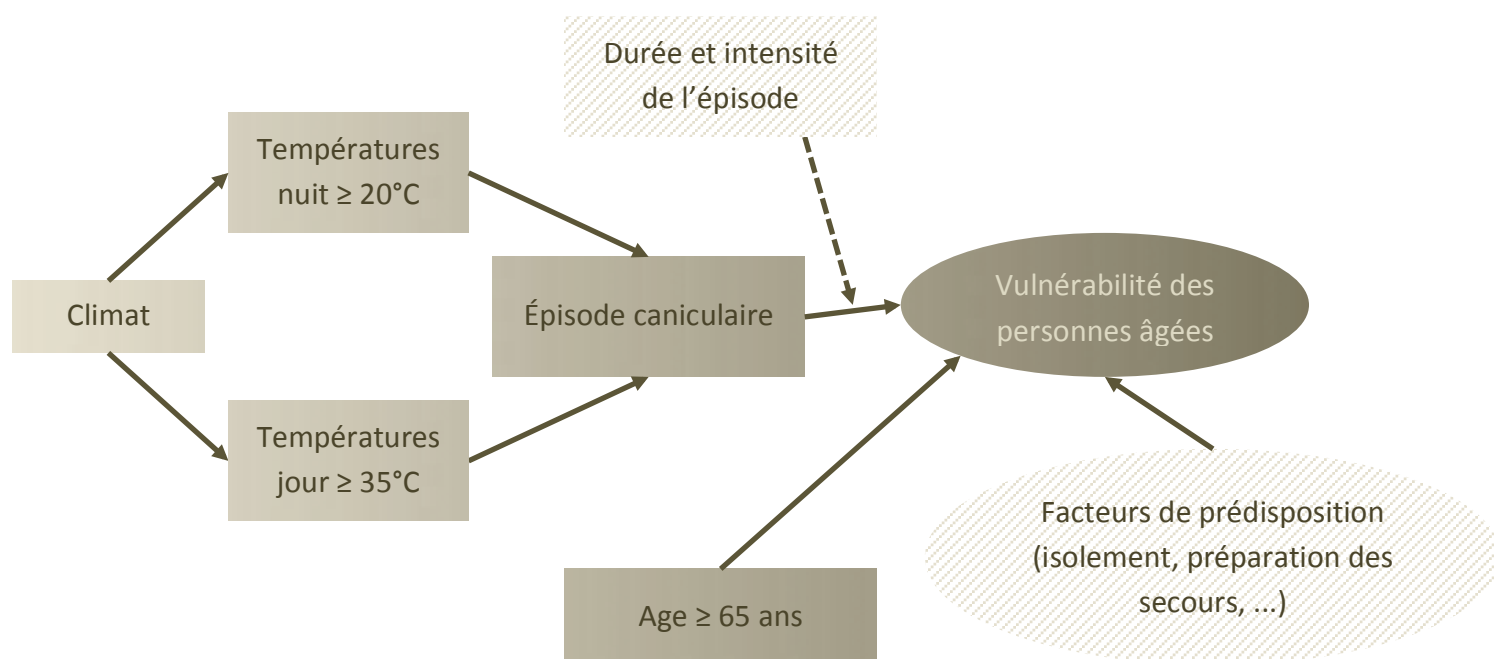 Durée et intensité
de l’épisode
Températures
nuit ≥ 20°C
Climat
Épisode caniculaire
Vulnérabilité des
personnes âgées
Températures
jour ≥ 35°C
Facteurs de prédisposition
(isolement, préparation des
secours, ...)
Age ≥ 65 ans